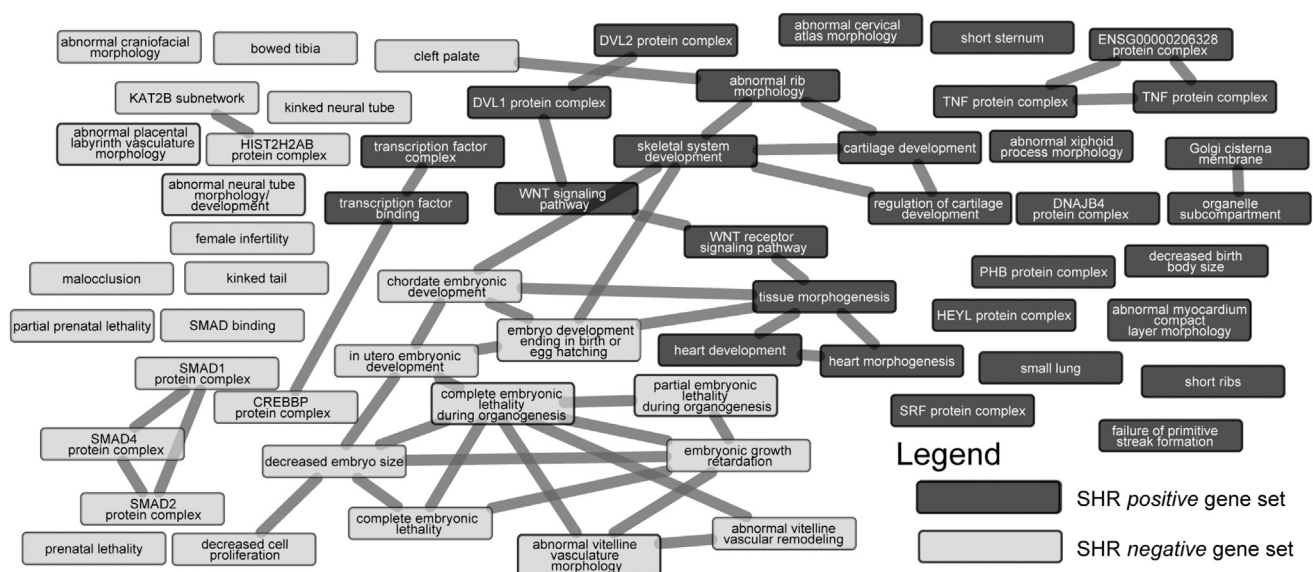 abnormal craniofacial
morphology
bowed tibia
cleft palate
DVL2 protein complex
abnormal cervical
atlas morphology
short sternum
ENSG00000206328
protein complex
KAT2B subnetwork
kinked neural tube
DVL1 protein complex
abnormal rib
morphology
TNF protein complex
TNF protein complex
abnormal placental
labyrinth vasculature
morphology
HIST2H2AB
protein complex
transcription factor
complex
skeletal system
development
cartilage development
abnormal xiphoid
process morphology
Golgi cisterna
membrane
abnormal neural tube
morphology/
development
transcription factor
binding
WNT signaling
pathway
regulation of cartilage
development
DNAJB4
protein complex
organelle
subcompartment
female infertility
WNT receptor
signaling pathway
malocclusion
kinked tail
chordate embryonic
development
tissue morphogenesis
PHB protein complex
decreased birth
body size
partial prenatal lethality
SMAD binding
embryo development
ending in birth or
egg hatching
HEYL protein complex
abnormal myocardium
compact
layer morphology
in utero embryonic
development
heart development
heart morphogenesis
small lung
short ribs
SMAD1
protein complex
CREBBP
protein complex
complete embryonic
lethality
during organogenesis
partial embryonic
lethality
during organogenesis
SRF protein complex
failure of primitive
streak formation
SMAD4
protein complex
decreased embryo size
embryonic growth
retardation
SMAD2
protein complex
complete embryonic
lethality
abnormal vitelline
vascular remodeling
prenatal lethality
decreased cell
proliferation
abnormal vitelline
vasculature
morphology
Legend
SHR positive gene set
SHR negative gene set